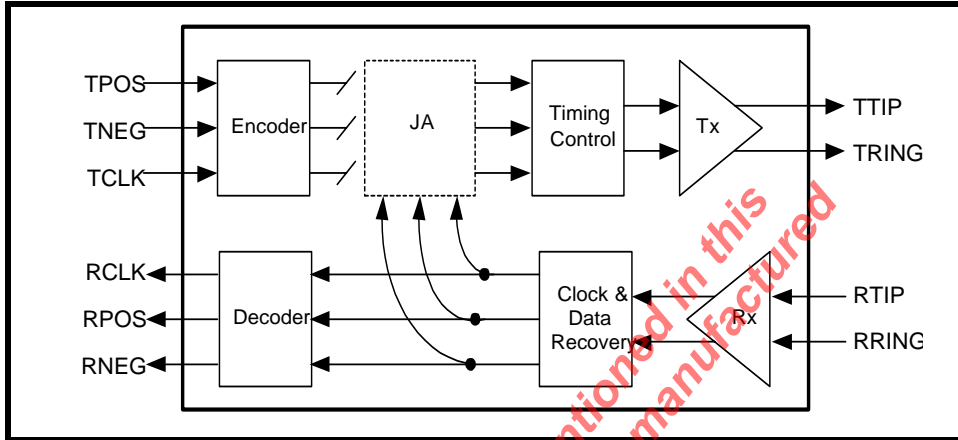 TPOS
TNEG
TCLK
Encoder
JA
Timing
Control
Tx
TTIP
TRING
RCLK
RPOS
RNEG
Decoder
Clock &
Data
Recovery
Rx
RTIP
RRING
mentioned in this
manufactured